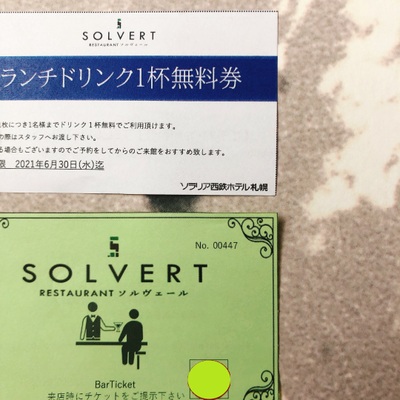 SOLVERT
RESTAURANT ソルヴェール
ランチドリンク1杯無料券
枚につき1名様までドリンク1杯無料でご利用頂けます。
の際はスタッフへお渡し下さい。
る場合もございますのでご予約をしてからのご来館をおすすめ致します。
限 2021年6月30日(水)迄
ソラリア西鉄ホテル札幌
No. 00447
SOLVERT
RESTAURANT ソルヴェール
BarTicket
来店時にチケットをご提示下さい